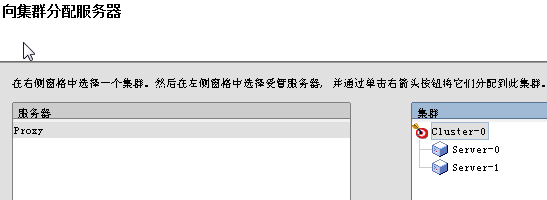 向集群分配服务器
在右侧窗格中选择一个集群。然后在左侧窗格中选择受管服务器，并通过单击右箭头按钮将它们分配到此集群。
服务器
集群
Proxy
Cluster-0
Server-0
Server-1